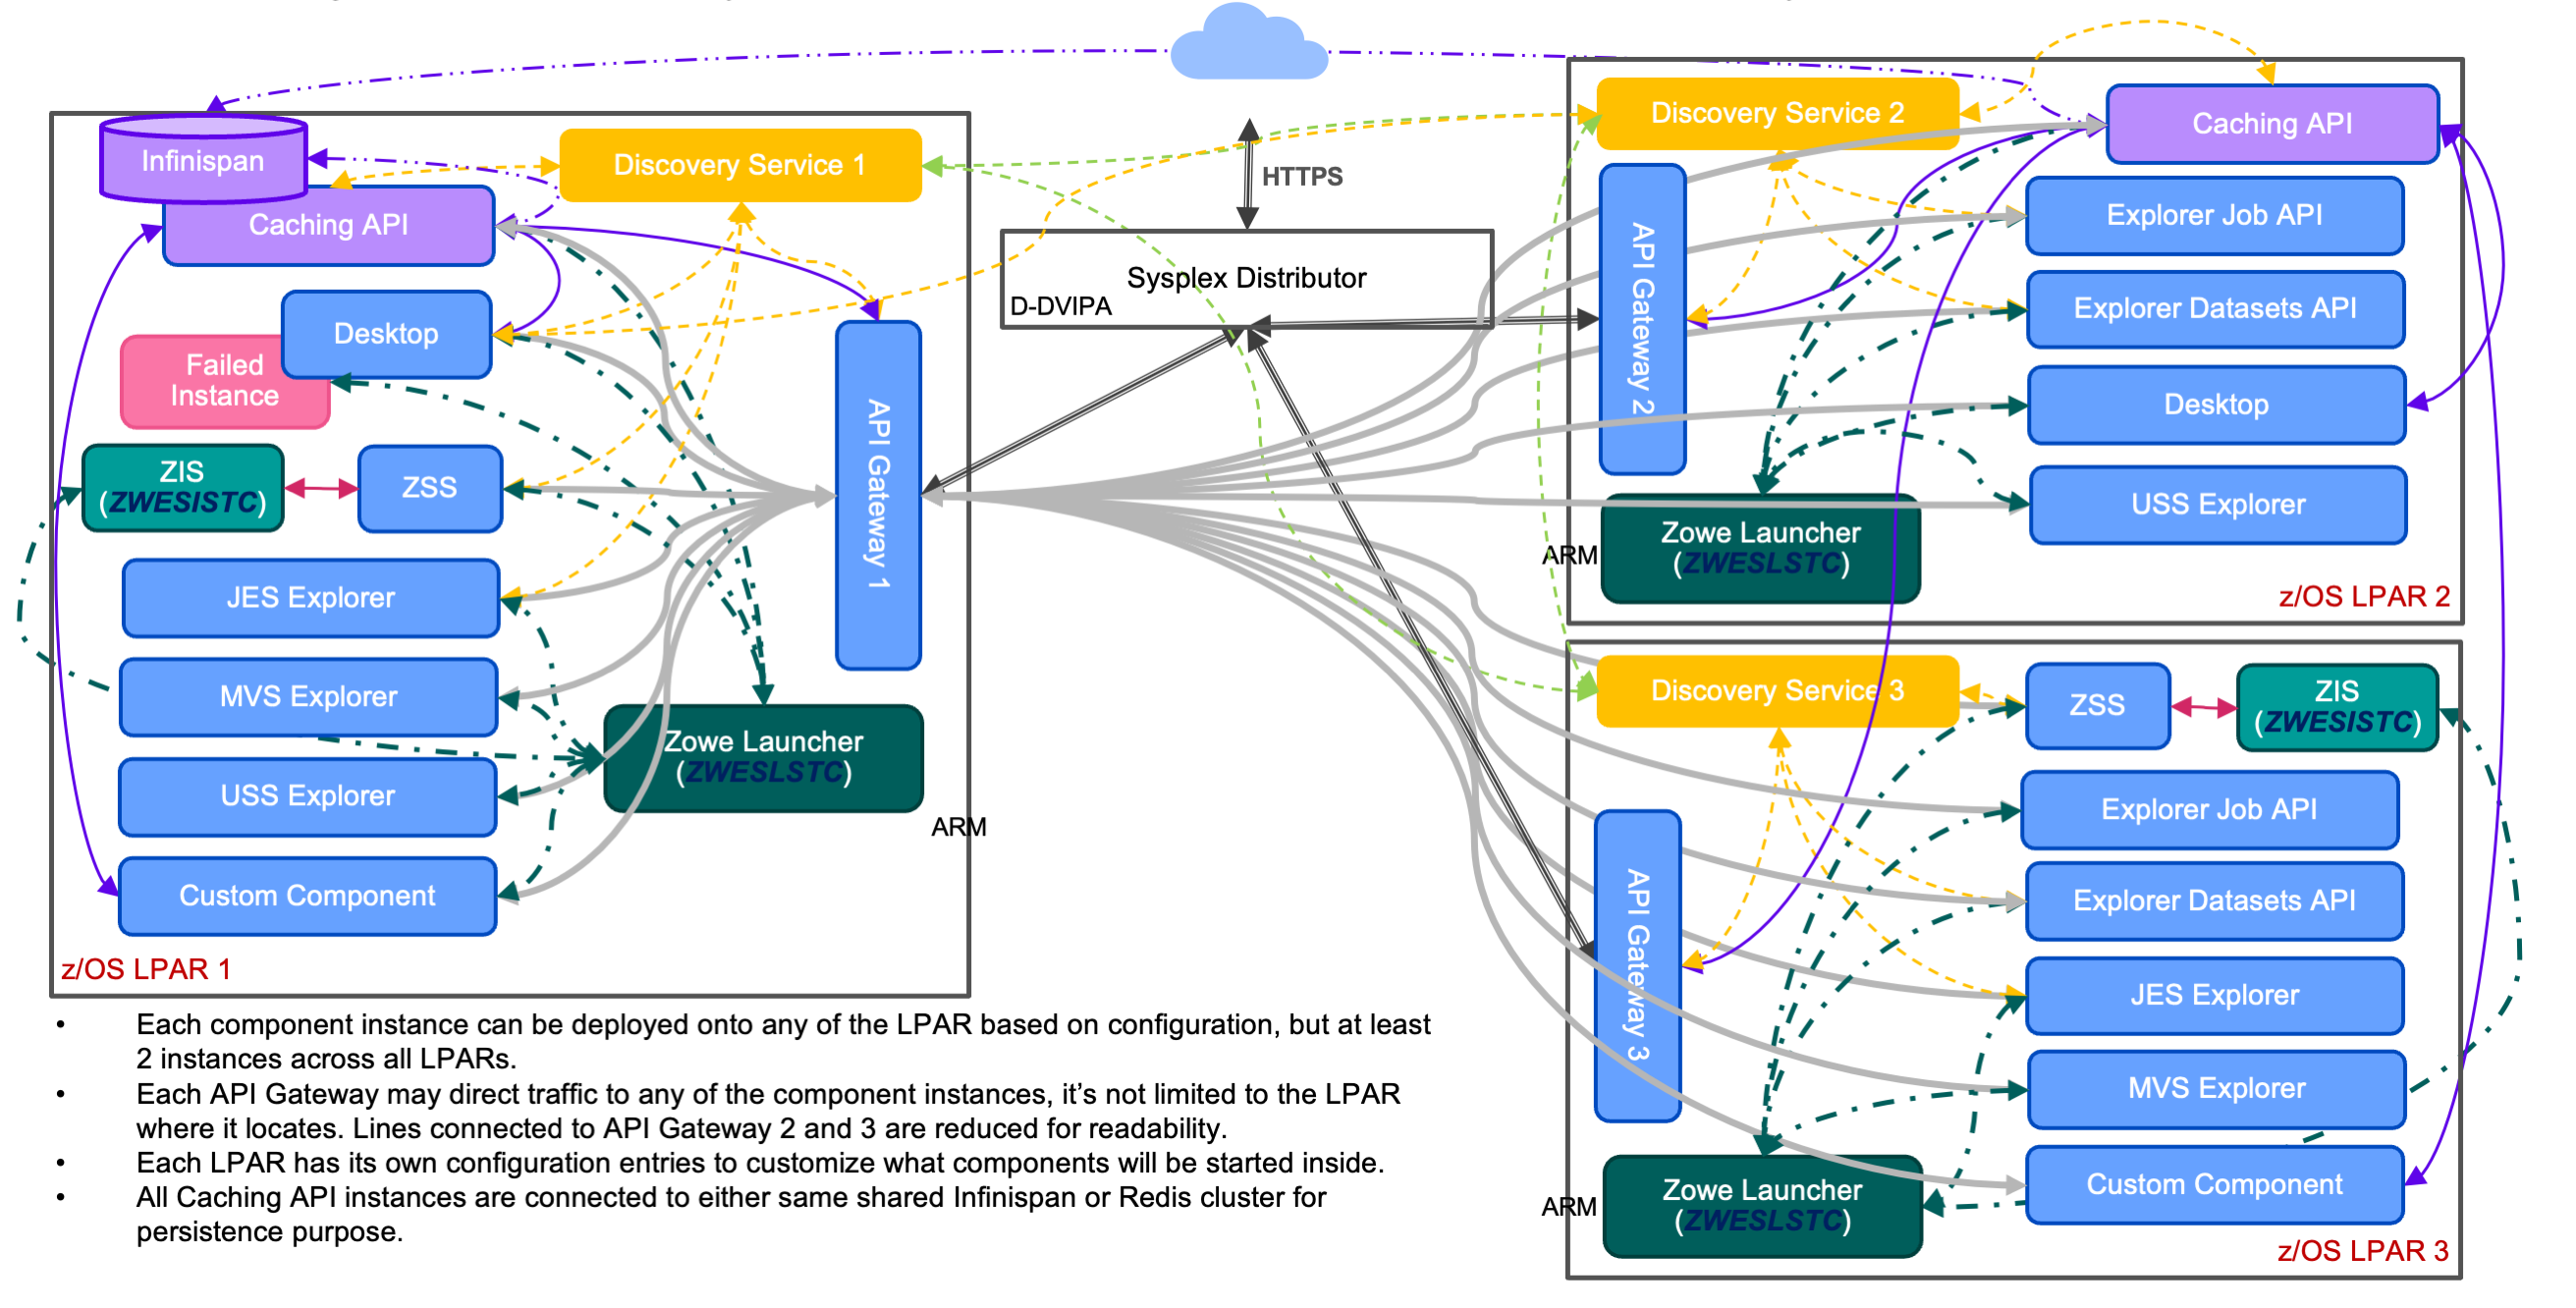 Infinispan
Discovery Service 1
Caching API
Desktop
Failed
Instance
ZIS
(ZWESISTC)
ZSS
JES Explorer
MVS Explorer
USS Explorer
Custom Component
API Gateway 1
Zowe Launcher
(ZWESLSTC)
ARM
z/OS LPAR 1
HTTPS
Sysplex Distributor
D-DVIPA
Discovery Service 2
Caching API
API Gateway 2
Explorer Job API
Explorer Datasets API
Desktop
USS Explorer
Zowe Launcher
(ZWESLSTC)
ARM
z/OS LPAR 2
Discovery Service 3
ZSS
ZIS
(ZWESISTC)
API Gateway 3
Explorer Job API
Explorer Datasets API
JES Explorer
MVS Explorer
Custom Component
Zowe Launcher
(ZWESLSTC)
ARM
z/OS LPAR 3
• Each component instance can be deployed onto any of the LPAR based on configuration, but at least
2 instances across all LPARs.
• Each API Gateway may direct traffic to any of the component instances, it’s not limited to the LPAR
where it locates. Lines connected to API Gateway 2 and 3 are reduced for readability.
• Each LPAR has its own configuration entries to customize what components will be started inside.
• All Caching API instances are connected to either same shared Infinispan or Redis cluster for
persistence purpose.